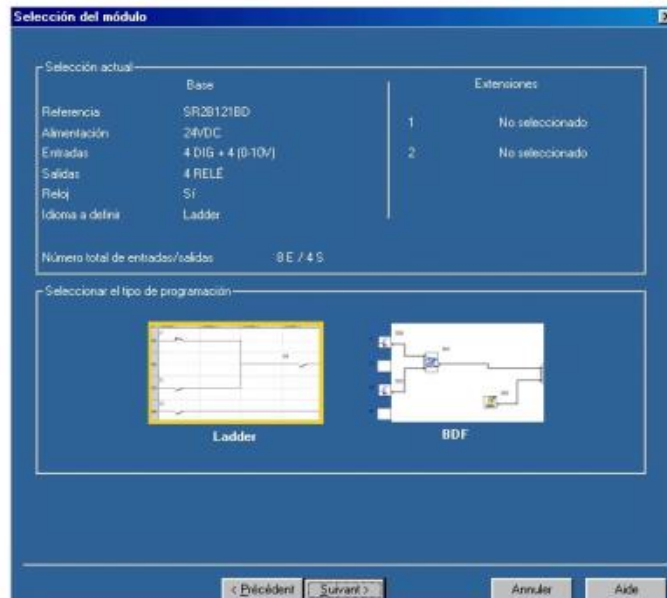 Selección del módulo
Selección actual
Base
Extensiones
Referencia SR2B121BD
Alimentación 24VDC
Entradas 4 DIG + 4 (0-10V)
Salidas 4 RELÉ
Reloj Sí
Idioma a definir Ladder
1 No seleccionado
2 No seleccionado
Número total de entradas/salidas 8 E / 4 S
Seleccionar el tipo de programación
Ladder
BDF
< Précédent
Suivant >
Annuler
Aide